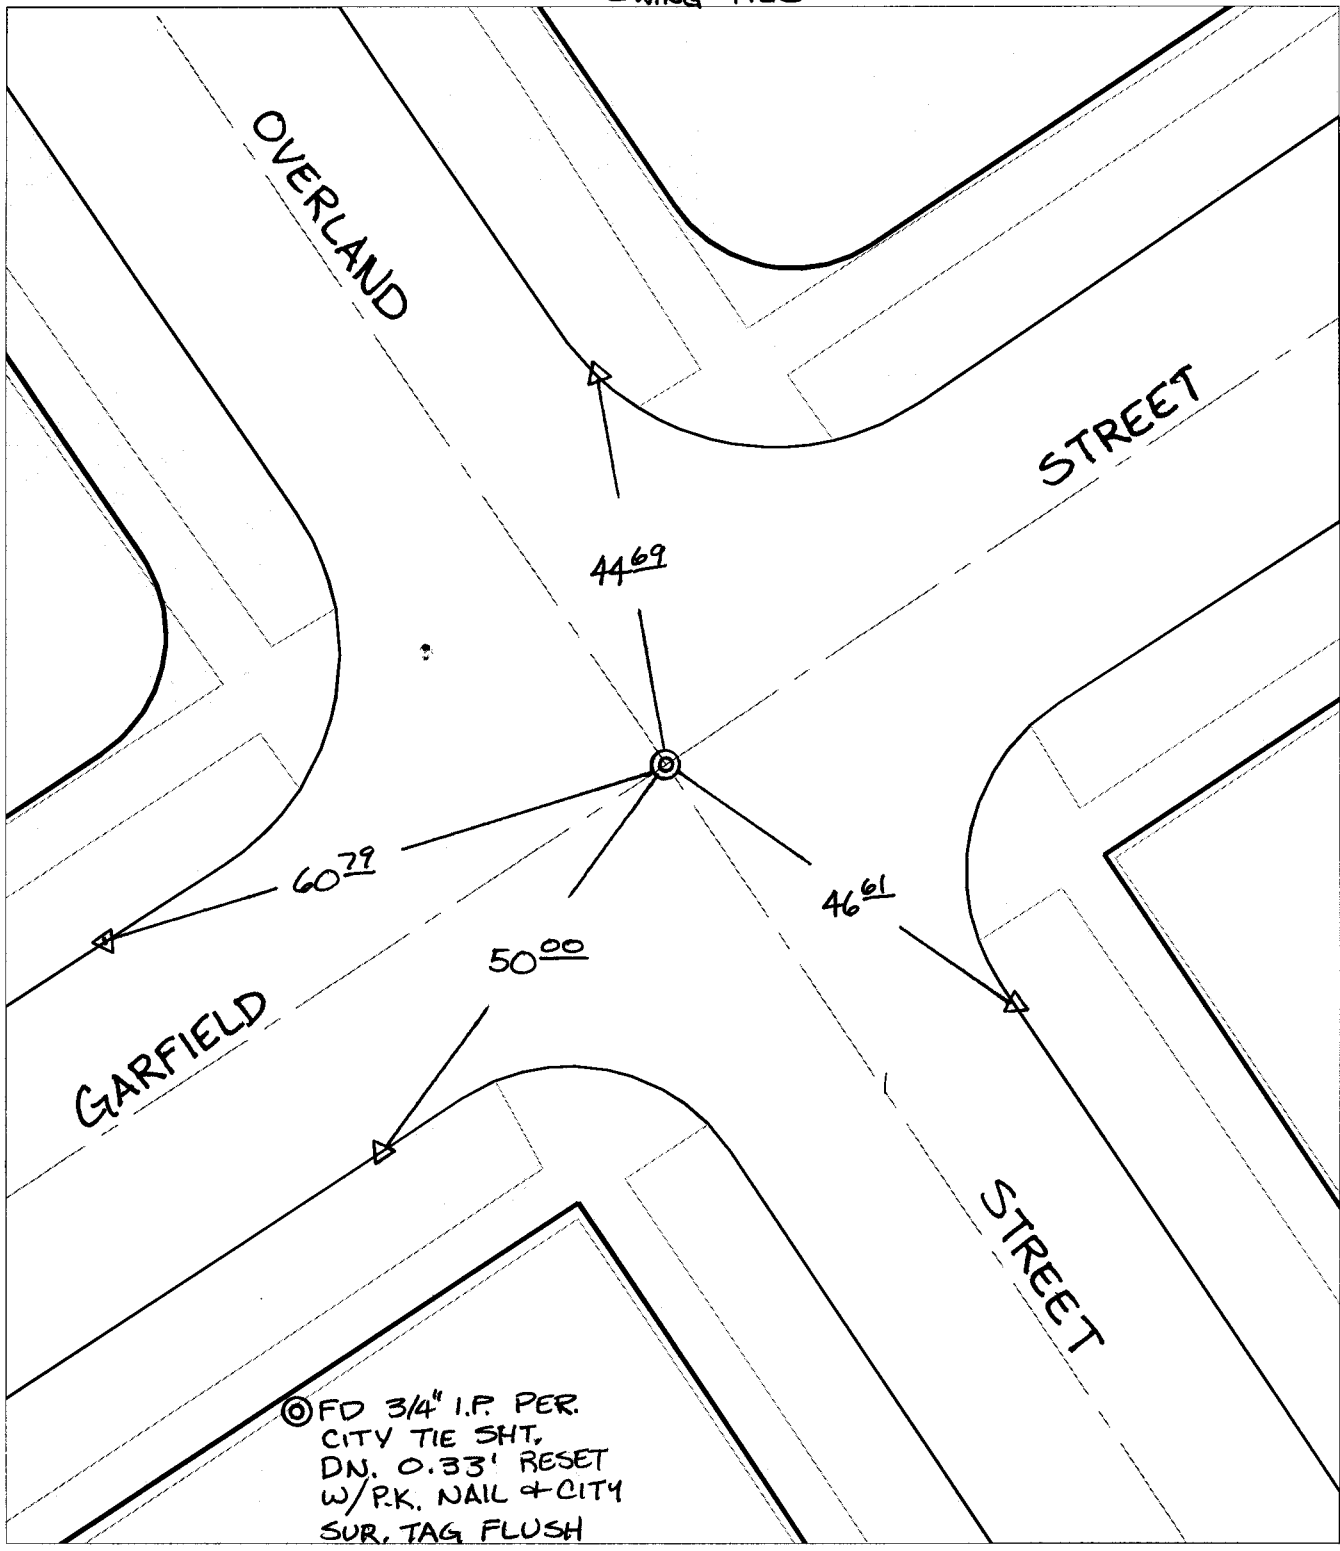 OVERLAND
STREET
44 69
60 79
46 61
50 00
GARFIELD
STREET
FD 3/4" I.P. PER.
CITY TIE SHT.
DN. 0.33' RESET
W/P.K. NAIL & CITY
SUR. TAG FLUSH